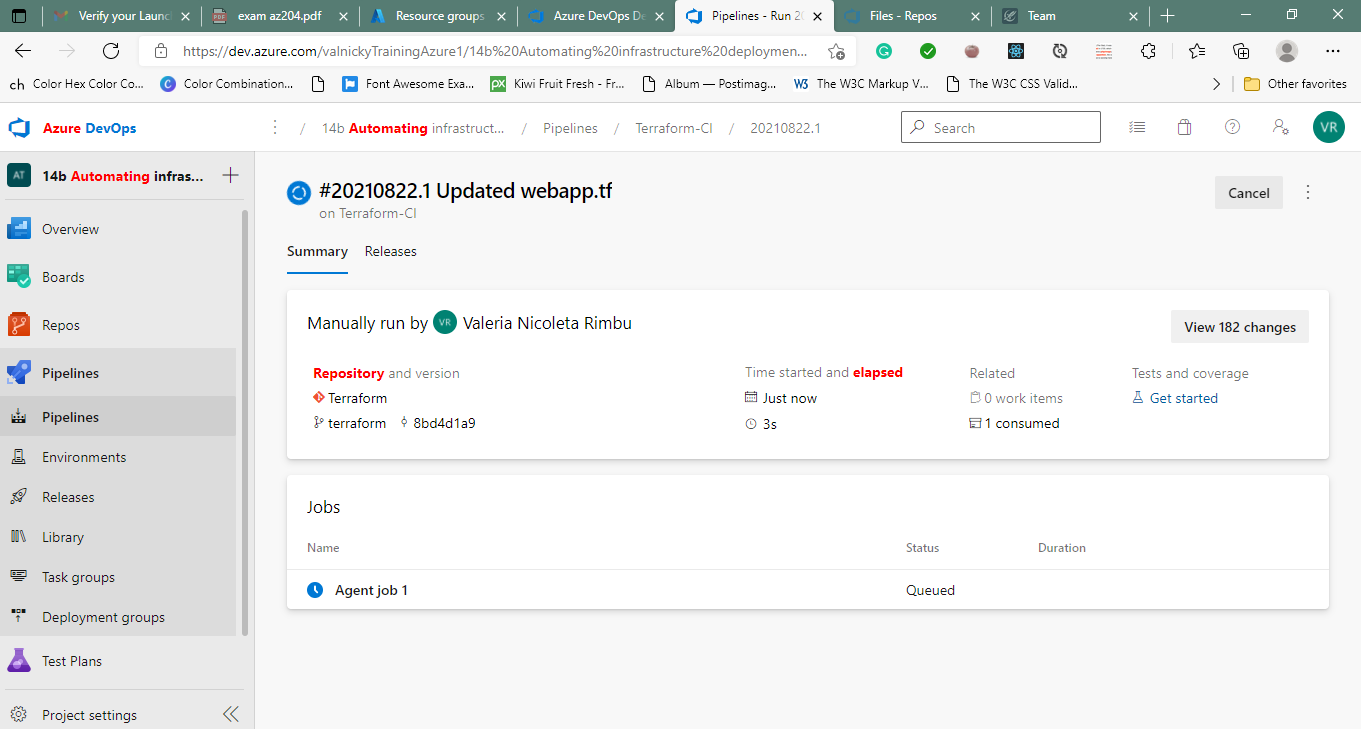 Verify your Launc
exam az204.pdf
Resource groups
Azure DevOps De
Pipelines - Run 20
Files - Repos
Team
https://dev.azure.com/valnickyTrainingAzure1/14b%20Automating%20infrastructure%20deploymen...
ch Color Hex Color Co...
Color Combination...
Font Awesome Exa...
Kiwi Fruit Fresh - Fr...
Album — Postimag...
The W3C Markup V...
The W3C CSS Valid...
Other favorites
Azure DevOps
14b Automating infrastruct... / Pipelines / Terraform-CI / 20210822.1
Search
VR
AT 14b Automating infras...
Overview
Boards
Repos
Pipelines
Pipelines
Environments
Releases
Library
Task groups
Deployment groups
Test Plans
Project settings
#20210822.1 Updated webapp.tf
on Terraform-CI
Cancel
Summary Releases
Manually run by VR Valeria Nicoleta Rimbu
View 182 changes
Repository and version
Terraform
terraform 8bd4d1a9
Time started and elapsed
Just now
3s
Related
0 work items
1 consumed
Tests and coverage
Get started
Jobs
Name Status Duration
Agent job 1 Queued